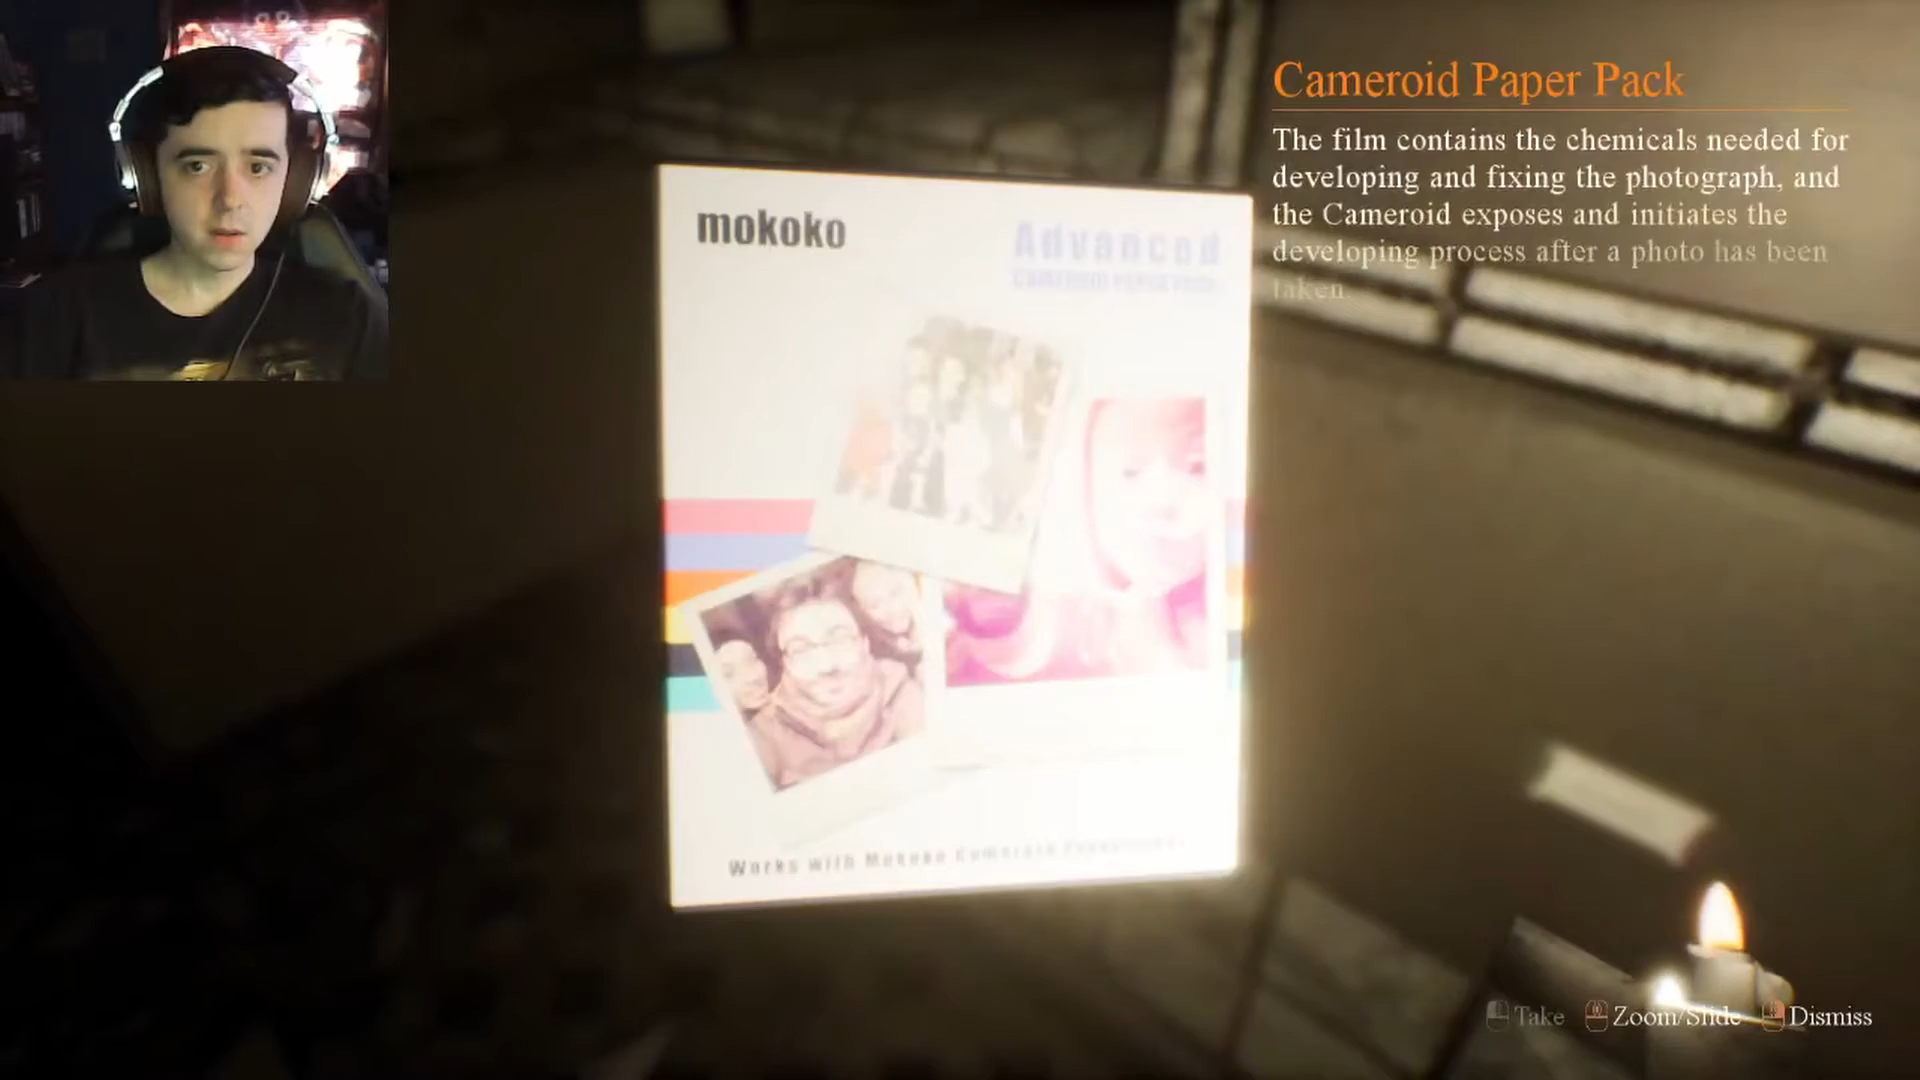 Cameroid Paper Pack
The film contains the chemicals needed for
developing and fixing the photograph, and
the Cameroid exposes and initiates the
developing process after a photo has been
taken.
mokoko
Advanced
Works with Mokoko Cameroid
Take Zoom/Slide Dismiss